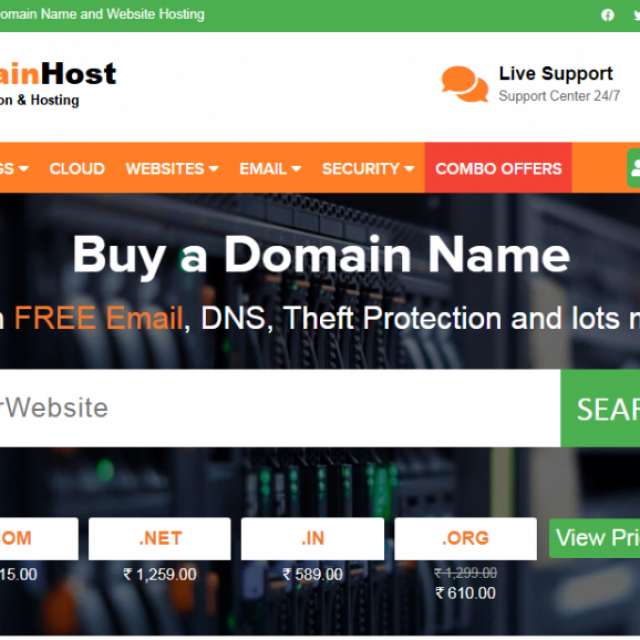 omain Name and Website Hosting
ainHost
on & Hosting
Live Support
Support Center 24/7
GS
CLOUD
WEBSITES
EMAIL
SECURITY
COMBO OFFERS
Buy a Domain Name
FREE Email, DNS, Theft Protection and lots
rWebsite
SEAR
OM
.NET
.IN
.ORG
View Pri
15.00
₹ 1,259.00
₹ 589.00
₹ 1,299.00
₹ 610.00